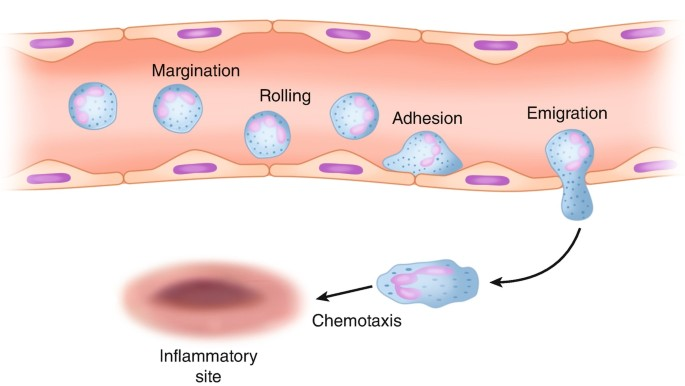 Margination
Rolling
Adhesion
Emigration
Chemotaxis
Inflammatory
site